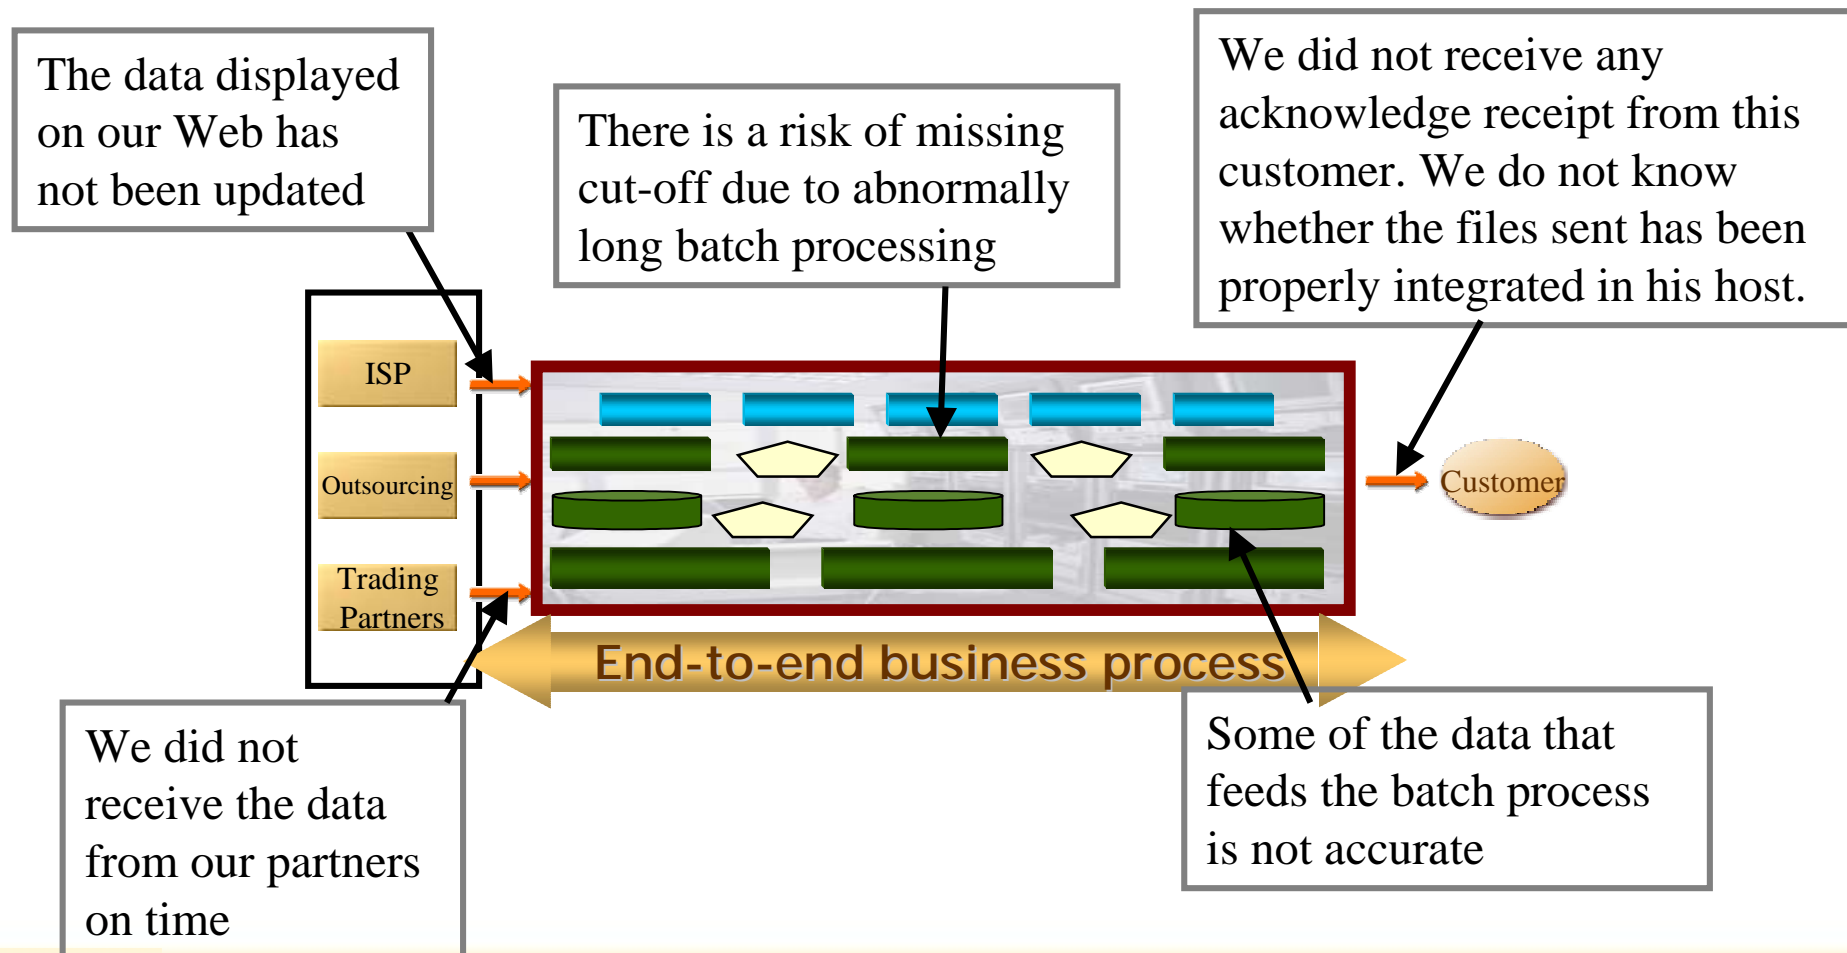 The data displayed
on our Web has
not been updated
There is a risk of missing
cut-off due to abnormally
long batch processing
We did not receive any
acknowledge receipt from this
customer. We do not know
whether the files sent has been
properly integrated in his host.
ISP
Outsourcing
Trading
Partners
Customer
End-to-end business process
We did not
receive the data
from our partners
on time
Some of the data that
feeds the batch process
is not accurate